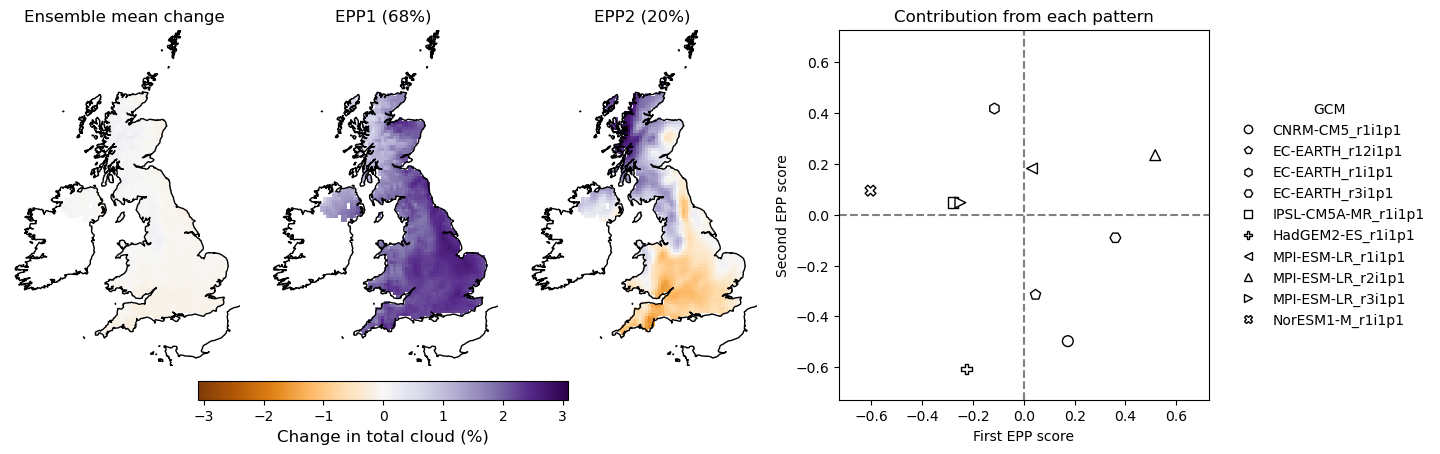 Ensemble mean change
EPP1 (68%)
EPP2 (20%)
Contribution from each pattern
−3 −2 −1 0 1 2 3
Change in total cloud (%)
Second EPP score
0.6
0.4
0.2
0.0
−0.2
−0.4
−0.6
−0.6 −0.4 −0.2 0.0 0.2 0.4 0.6
First EPP score
GCM
CNRM-CM5_r1i1p1
EC-EARTH_r12i1p1
EC-EARTH_r1i1p1
EC-EARTH_r3i1p1
IPSL-CM5A-MR_r1i1p1
HadGEM2-ES_r1i1p1
MPI-ESM-LR_r1i1p1
MPI-ESM-LR_r2i1p1
MPI-ESM-LR_r3i1p1
NorESM1-M_r1i1p1